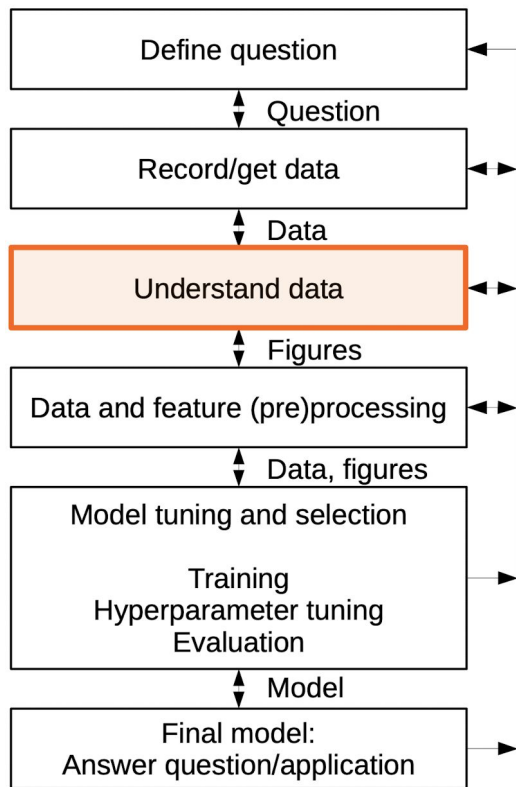 Define question
Question
Record/get data
Data
Understand data
Figures
Data and feature (pre)processing
Data, figures
Model tuning and selection
Training
Hyperparameter tuning
Evaluation
Model
Final model:
Answer question/application